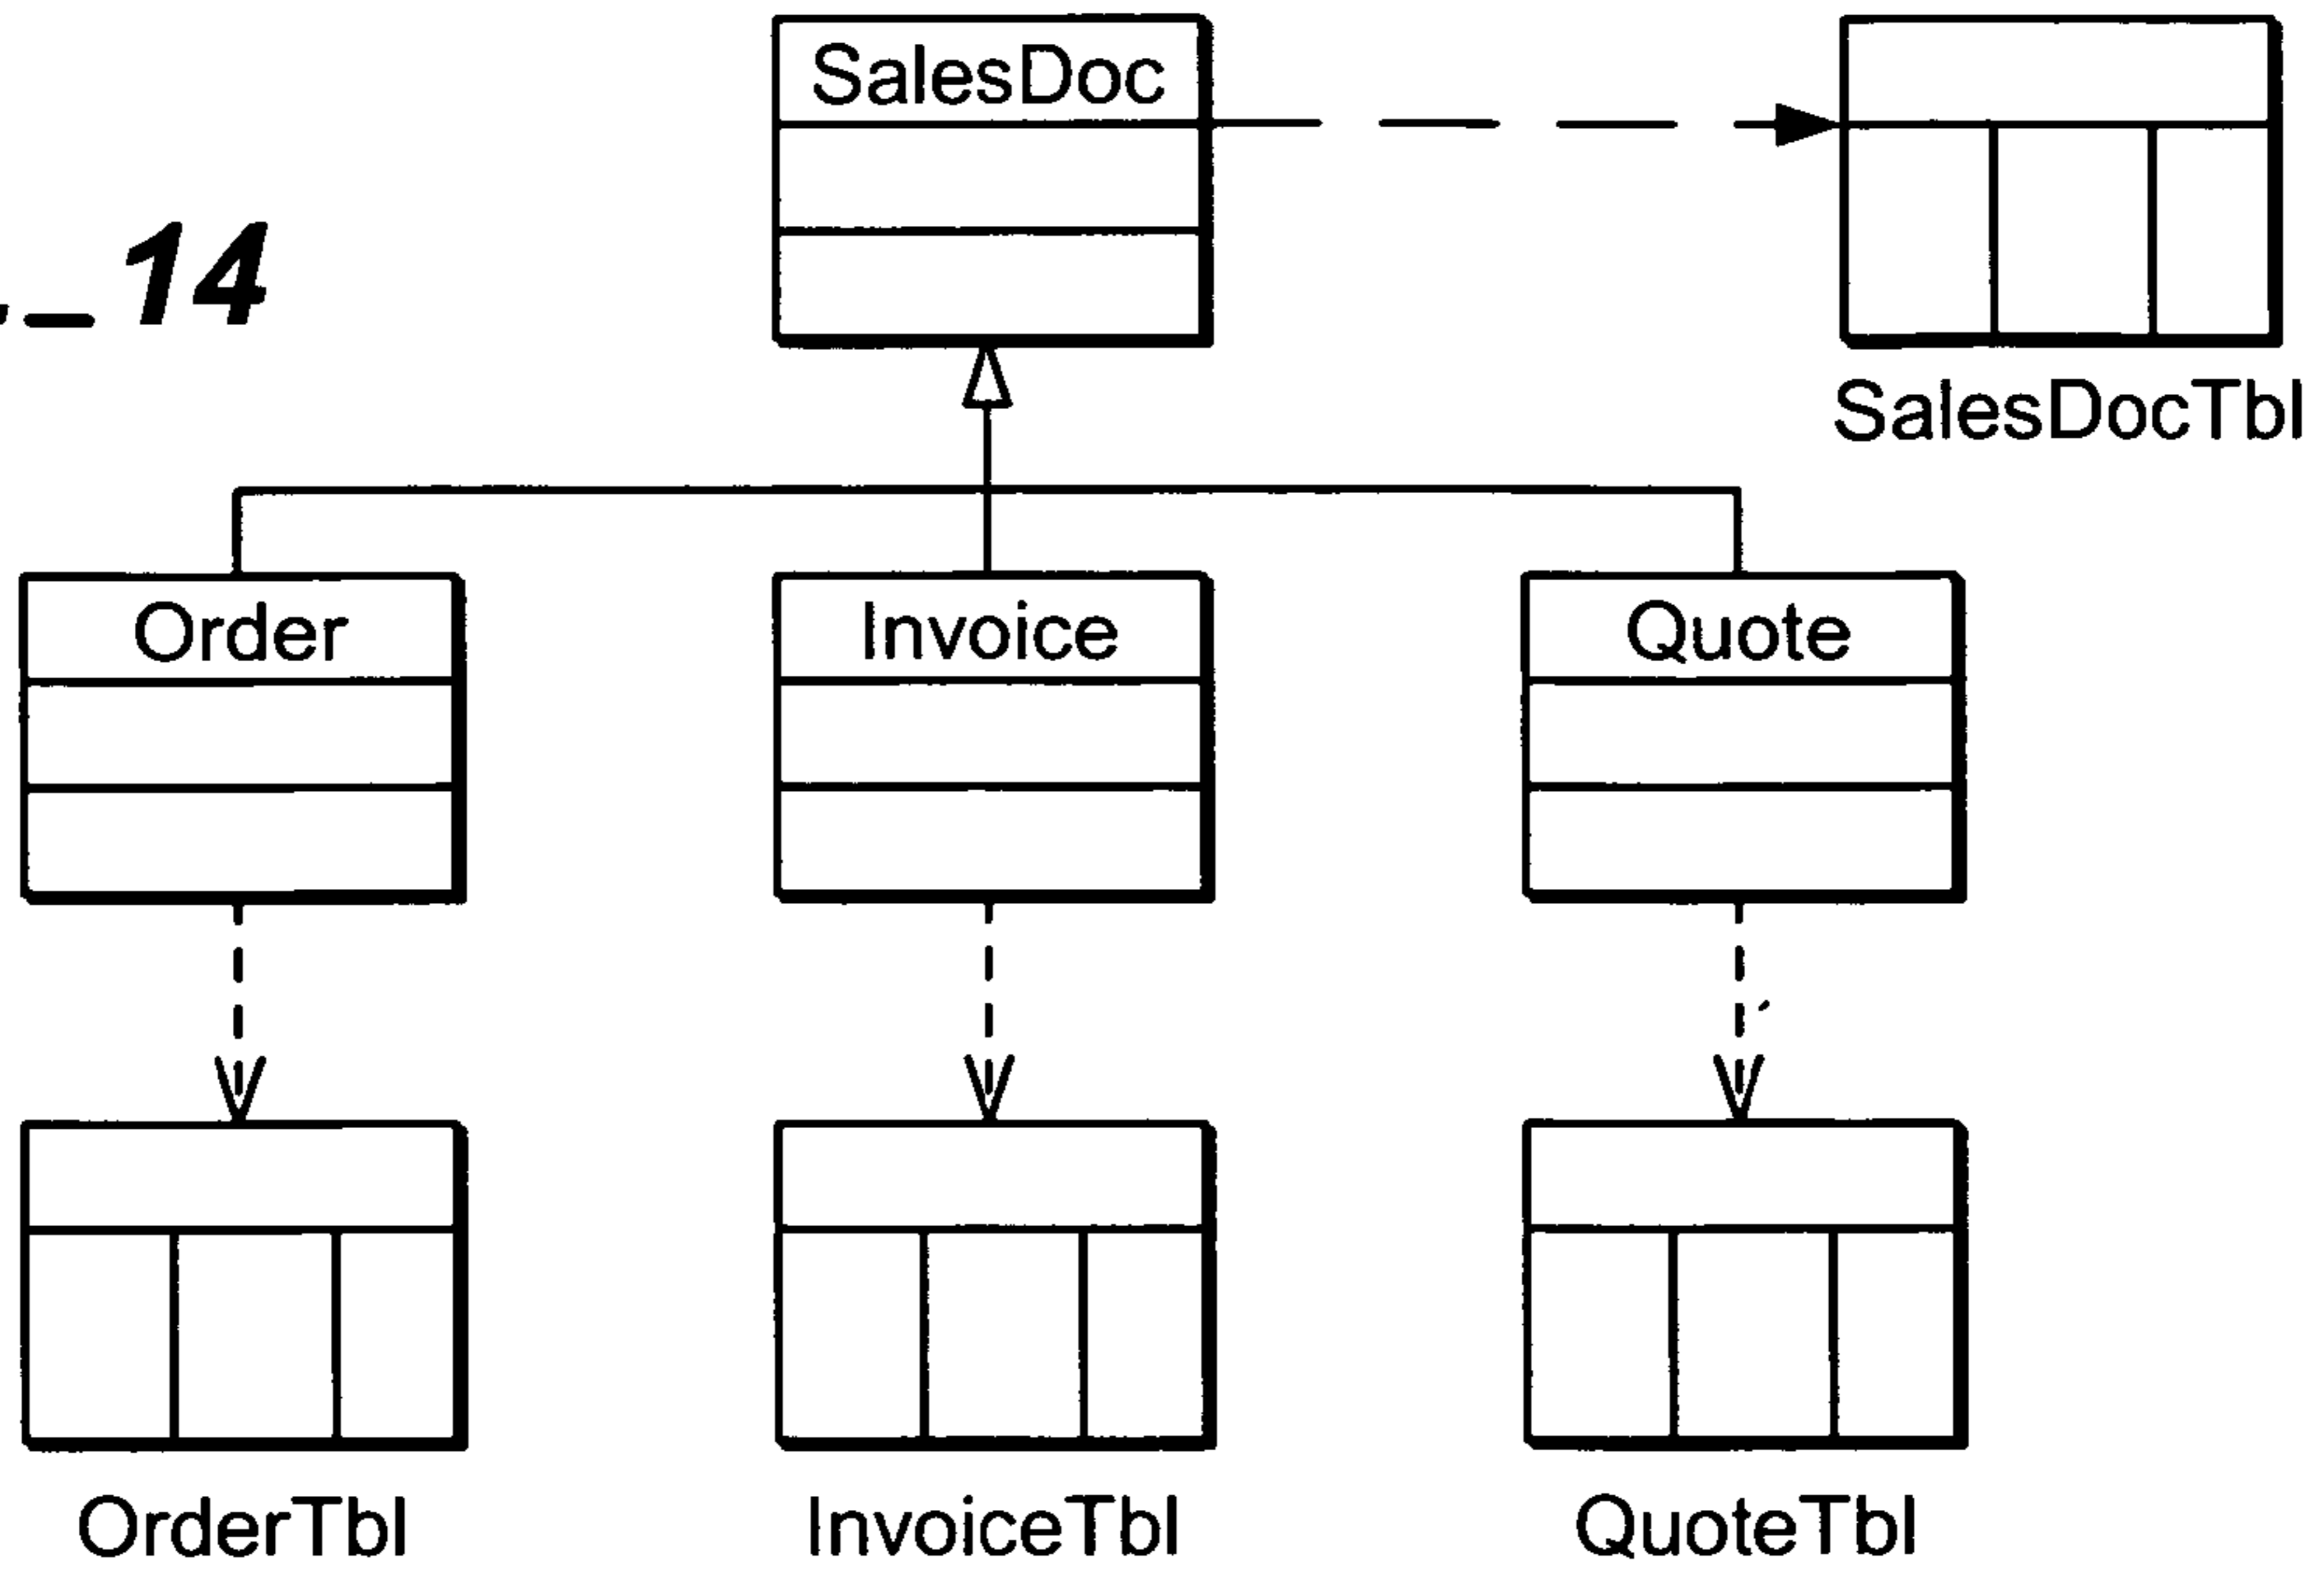 SalesDoc
14
SalesDocTbl
Order Invoice Quote
OrderTbl InvoiceTbl QuoteTbl